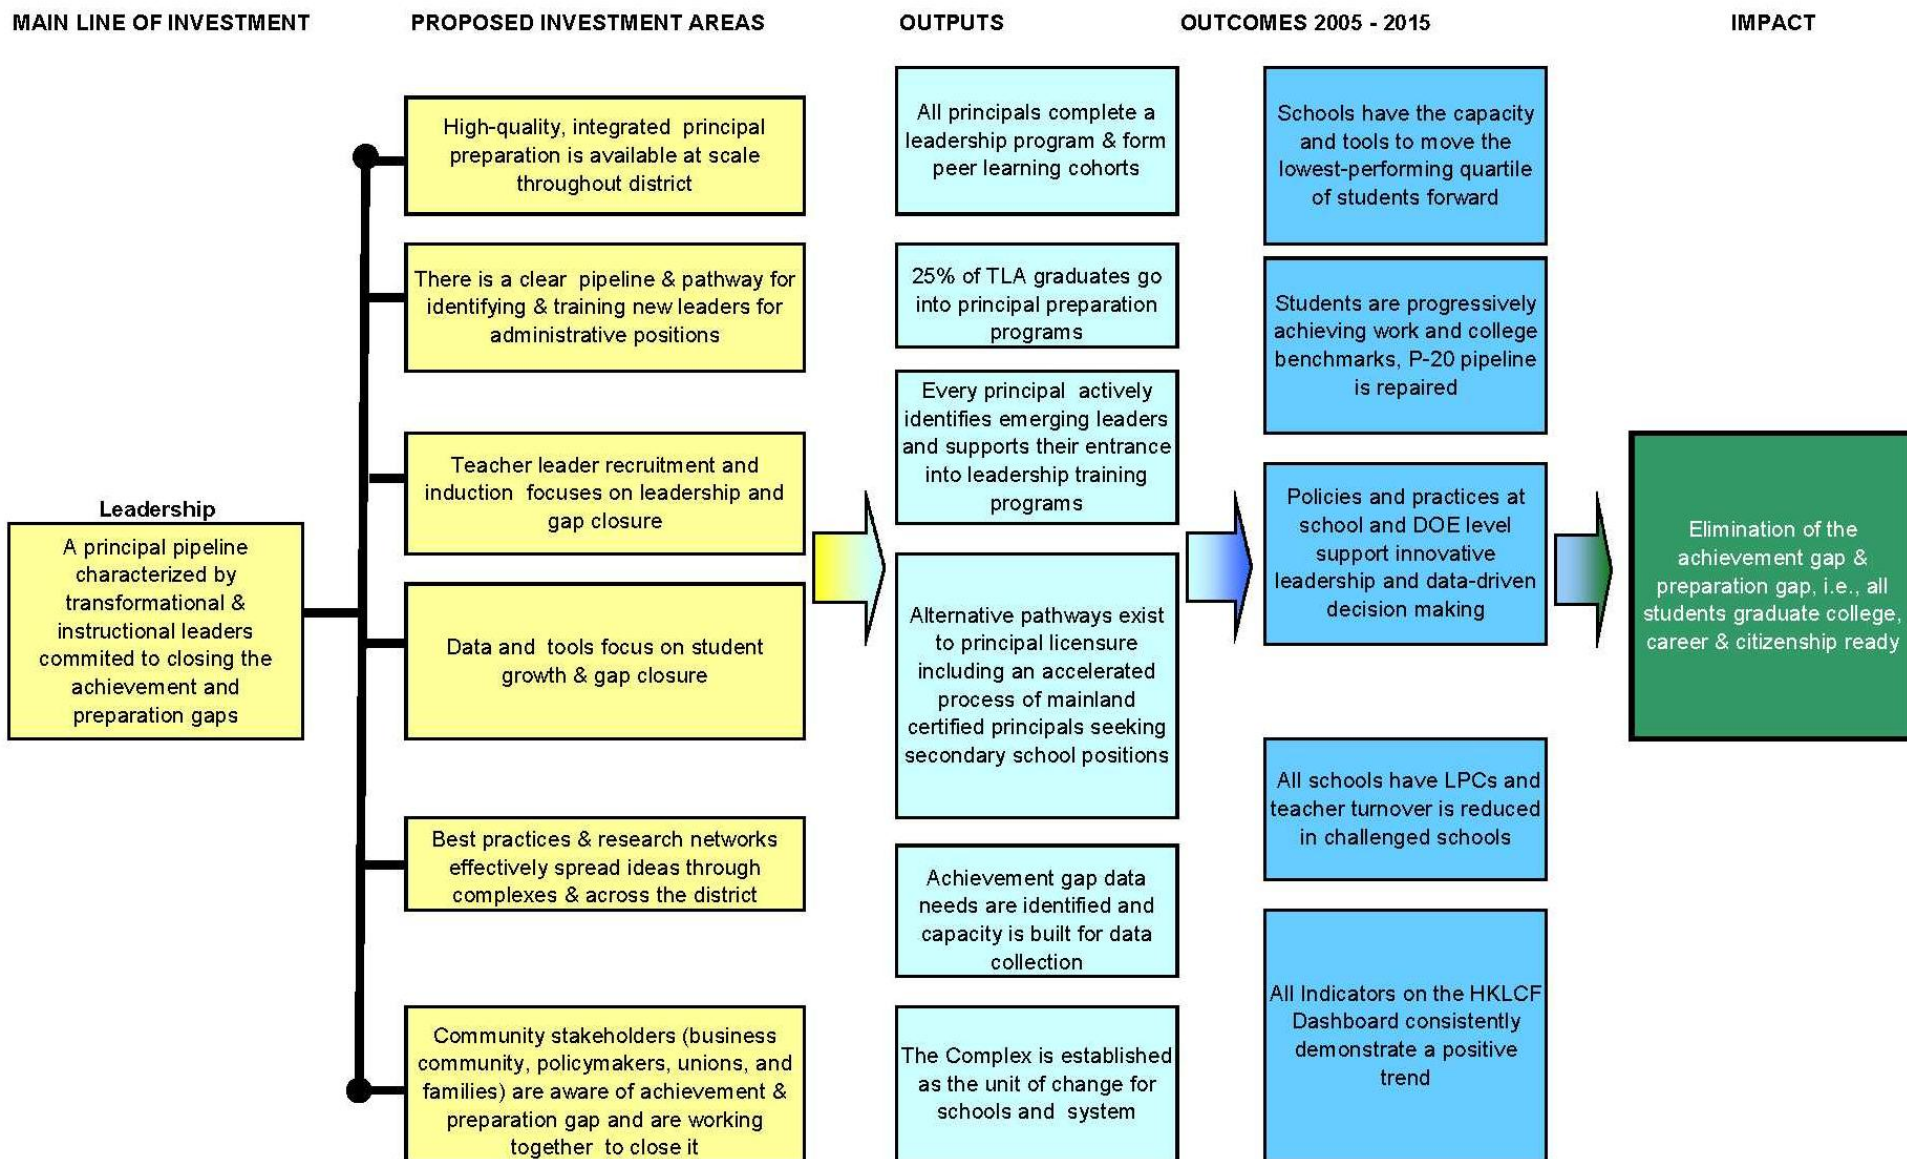 MAIN LINE OF INVESTMENT
PROPOSED INVESTMENT AREAS
OUTPUTS
OUTCOMES 2005 - 2015
IMPACT
Leadership
A principal pipeline
characterized by
transformational &
instructional leaders
commited to closing the
achievement and
preparation gaps
High-quality, integrated principal
preparation is available at scale
throughout district
There is a clear pipeline & pathway for
identifying & training new leaders for
administrative positions
Teacher leader recruitment and
induction focuses on leadership and
gap closure
Data and tools focus on student
growth & gap closure
Best practices & research networks
effectively spread ideas through
complexes & across the district
Community stakeholders (business
community, policymakers, unions, and
families) are aware of achievement &
preparation gap and are working
together to close it
All principals complete a
leadership program & form
peer learning cohorts
25% of TLA graduates go
into principal preparation
programs
Every principal actively
identifies emerging leaders
and supports their entrance
into leadership training
programs
Alternative pathways exist
to principal licensure
including an accelerated
process of mainland
certified principals seeking
secondary school positions
Achievement gap data
needs are identified and
capacity is built for data
collection
The Complex is established
as the unit of change for
schools and system
Schools have the capacity
and tools to move the
lowest-performing quartile
of students forward
Students are progressively
achieving work and college
benchmarks, P-20 pipeline
is repaired
Policies and practices at
school and DOE level
support innovative
leadership and data-driven
decision making
All schools have LPCs and
teacher turnover is reduced
in challenged schools
All Indicators on the HKLCF
Dashboard consistently
demonstrate a positive
trend
Elimination of the
achievement gap &
preparation gap, i.e., all
students graduate college,
career & citizenship ready